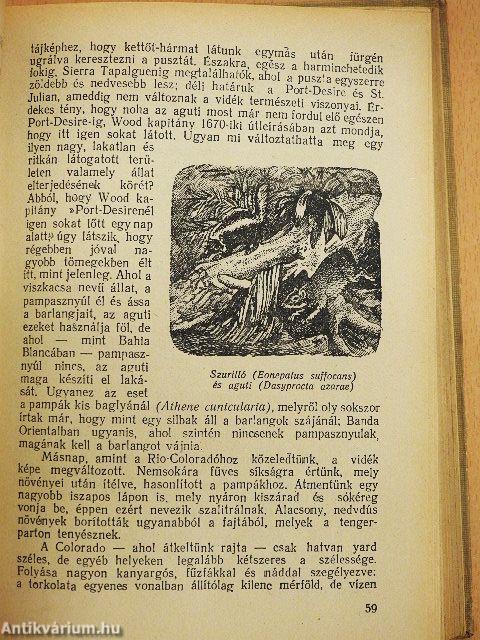 tájképhez, hogy kettőt-hármat látunk egymás után fürgén
ugrálva keresztezni a pusztát. Északra, egész a harminchetedik
fokig, Sierra Tapalguenig megtalálhatók, ahol a puszta egyszerre
zöldebb és nedvesebb lesz; déli határuk a Port-Desire és St.
Julian, ameddig nem változnak a vidék természeti viszonyai. Ér-
dekes tény, hogy noha az aguti most már nem fordul elő egészen
Port-Desire-ig, Wood kapitány 1670-iki útleírásában azt mondja,
hogy itt igen sokat látott. Ugyan mi változtathatta meg egy
ilyen nagy, lakatlan és
ritkán látogatott terü-
leten valamely állat
elterjedésének körét?
Abból, hogy Wood ka-
pitány »Port-Desirenél
igen sokat lőtt egy nap
alatt« úgy látszik, hogy
régebben jóval na-
gyobb tömegekben élt
itt, mint jelenleg. Ahol a
viszkacsa nevű állat, a
pampasznyúl él és ássa
a barlangjait, az aguti
ezeket használja föl, de
ahol — mint Bahia
Blancában — pampasz-
nyúl nincs, az aguti
maga készíti el laká-
sát. Ugyanez az eset
a pampák kis baglyánál (Athene cunicularia), melyről oly sokszor
írtak már, hogy mint egy silbak áll a barlangok szájánál; Banda
Orientalban ugyanis, ahol szintén nincsenek pampasznyulak,
magának kell a barlangot vájnia.
Szurilló (Eonepatus suffocans)
és aguti (Dasyprocta azarae)
Másnap, amint a Rio-Coloradóhoz közeledtünk, a vidék
képe megváltozott. Nemsokára füves síkságra értünk, mely
növényei után ítélve, hasonlított a pampákhoz. Átmentünk egy
nagyobb iszapos lápon is, mely nyáron kiszárad és sókéreg
vonja be, éppen ezért nevezik szalitrálnak. Alacsony, nedvdús
növények borították ugyanabból a fajtából, melyek a tenger-
parton tenyésznek.
A Colorado — ahol átkeltünk rajta — csak hatvan yard
széles, de egyéb helyeken legalább kétszeres a szélessége.
Folyása nagyon kanyargós, fűzfákkal és náddal szegélyezve:
a torkolata egyenes vonalban állítólag kilenc mérföld, de vízen
59
Antikvárium.hu